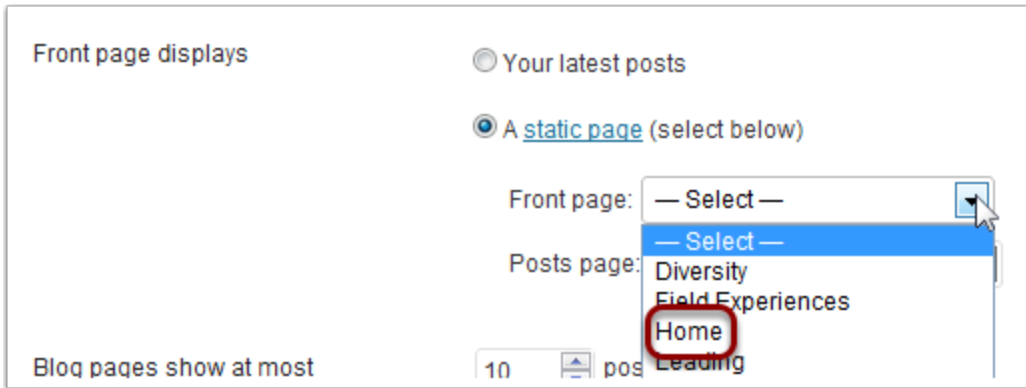 Front page displays
Your latest posts
A static page (select below)
Front page: — Select —
— Select —
Posts page:
Diversity
Field Experiences
Home
Leading
Blog pages show at most 10 pos